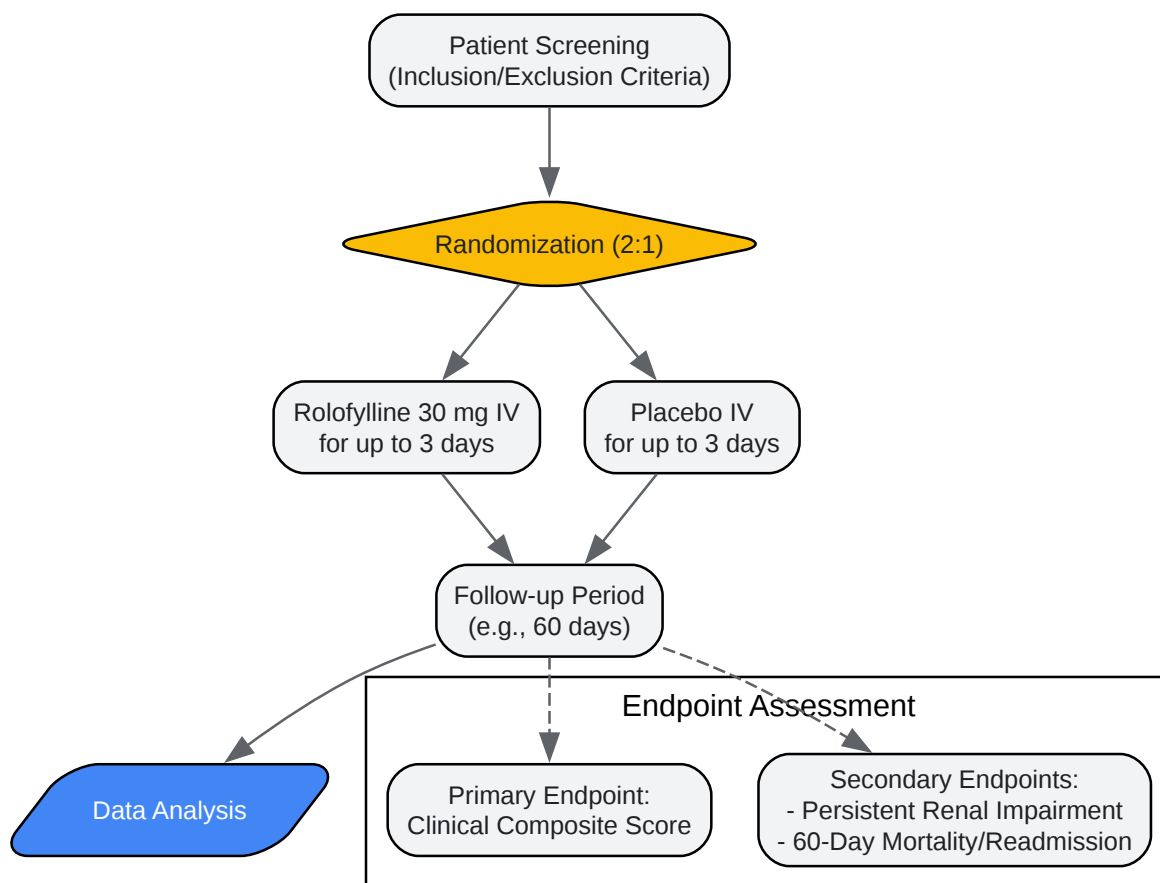 Patient Screening
(Inclusion/Exclusion Criteria)
Randomization (2:1)
Rolofylline 30 mg IV
for up to 3 days
Placebo IV
for up to 3 days
Follow-up Period
(e.g., 60 days)
Endpoint Assessment
Data Analysis
Primary Endpoint:
Clinical Composite Score
Secondary Endpoints:
- Persistent Renal Impairment
- 60-Day Mortality/Readmission